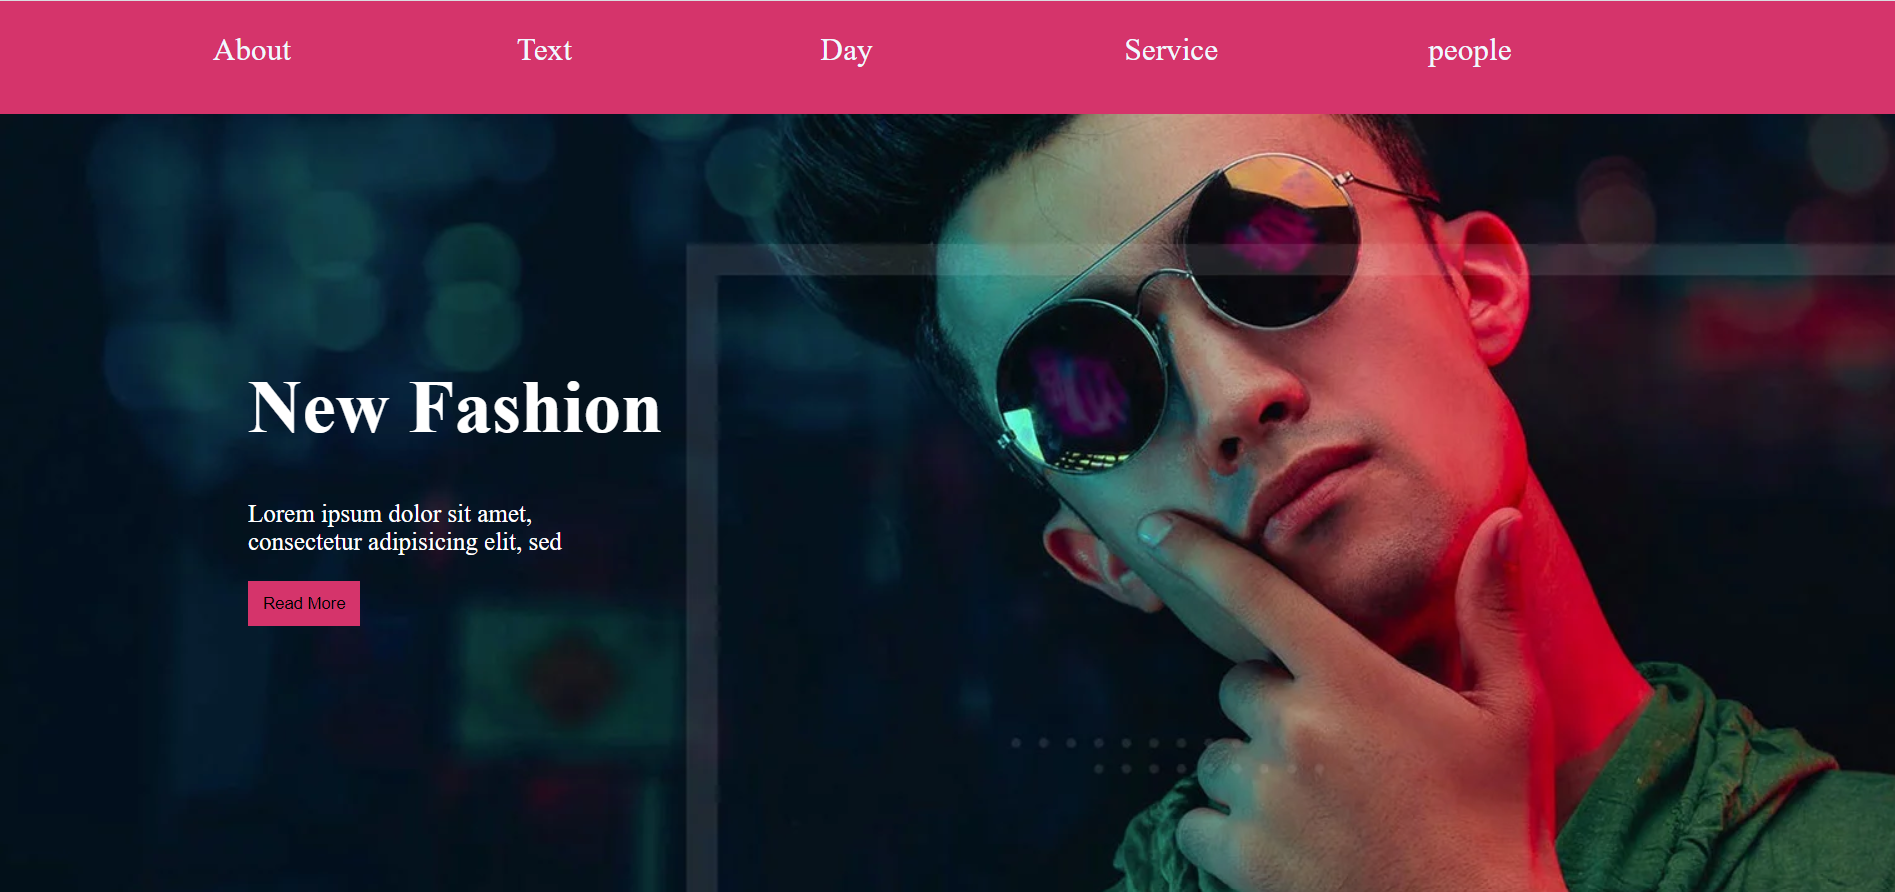 About Text Day Service people
New Fashion
Lorem ipsum dolor sit amet,
consectetur adipisicing elit, sed
Read More